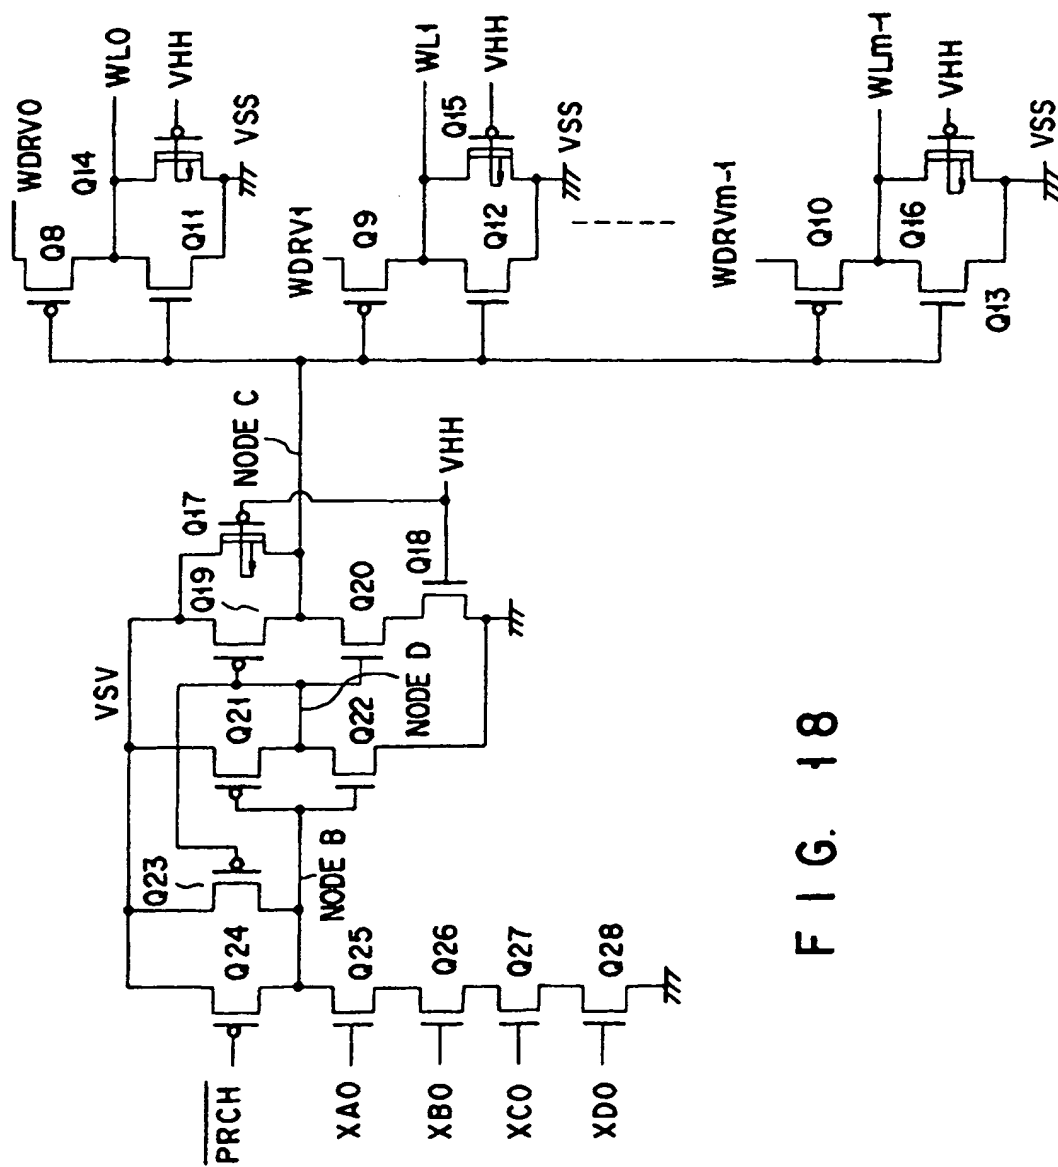 WDRV0
Q8
Q14
WL0
VHH
Q11
VSS
WDRV1
Q9
WL1
Q15
VHH
Q12
VSS
WDRVm-1
Q10
WLm-1
Q16
VHH
Q13
VSS
NODE C
VSV
Q17
Q19
Q20
Q18
VHH
Q21
Q22
NODE D
Q23
Q24
NODE B
PRCH
Q25
XA0
Q26
XB0
Q27
XC0
Q28
XD0
FIG. 18